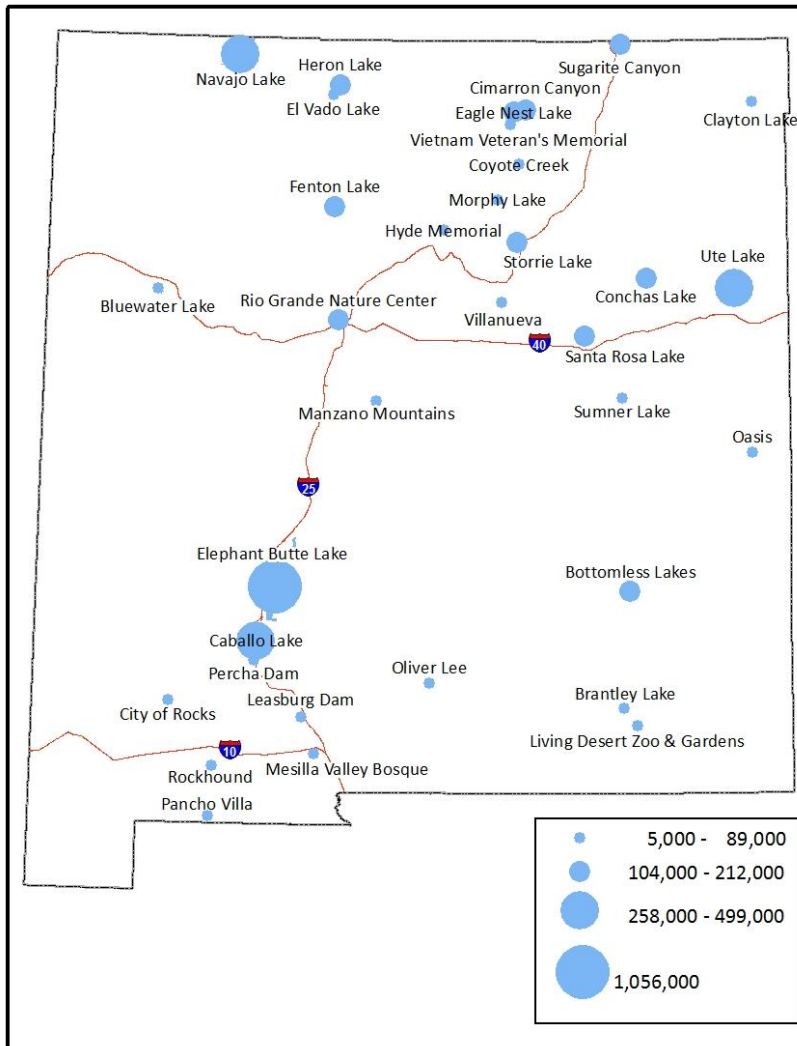 Navajo Lake
Heron Lake
El Vado Lake
Sugarite Canyon
Cimarron Canyon
Eagle Nest Lake
Vietnam Veteran's Memorial
Clayton Lake
Coyote Creek
Fenton Lake
Morphy Lake
Hyde Memorial
Storrie Lake
Ute Lake
Conchas Lake
Bluewater Lake
Rio Grande Nature Center
Villanueva
40
Santa Rosa Lake
Manzano Mountains
Sumner Lake
Oasis
25
Elephant Butte Lake
Bottomless Lakes
Caballo Lake
Percha Dam
Oliver Lee
Leasburg Dam
City of Rocks
Brantley Lake
Living Desert Zoo & Gardens
10
Mesilla Valley Bosque
Rockhound
Pancho Villa
5,000 - 89,000
104,000 - 212,000
258,000 - 499,000
1,056,000